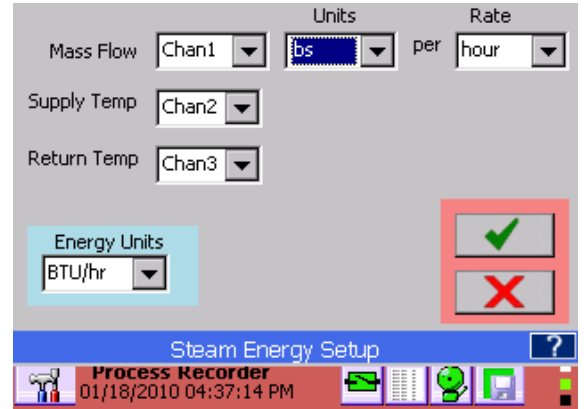 Units Rate
Mass Flow Chan1 bs per hour
Supply Temp Chan2
Return Temp Chan3
Energy Units
BTU/hr
Steam Energy Setup ?
Process Recorder
01/18/2010 04:37:14 PM